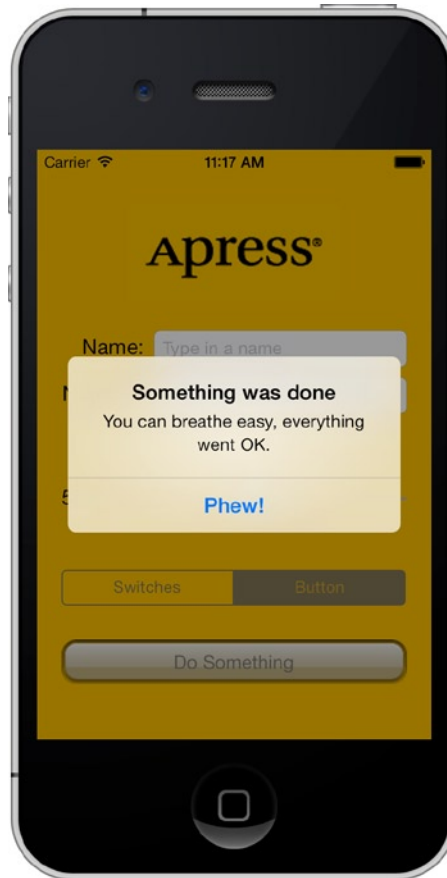 Carrier 11:17 AM
Apress®
Name: Type in a name
N
Something was done
You can breathe easy, everything
went OK.
5
Phew!
Switches Button
Do Something